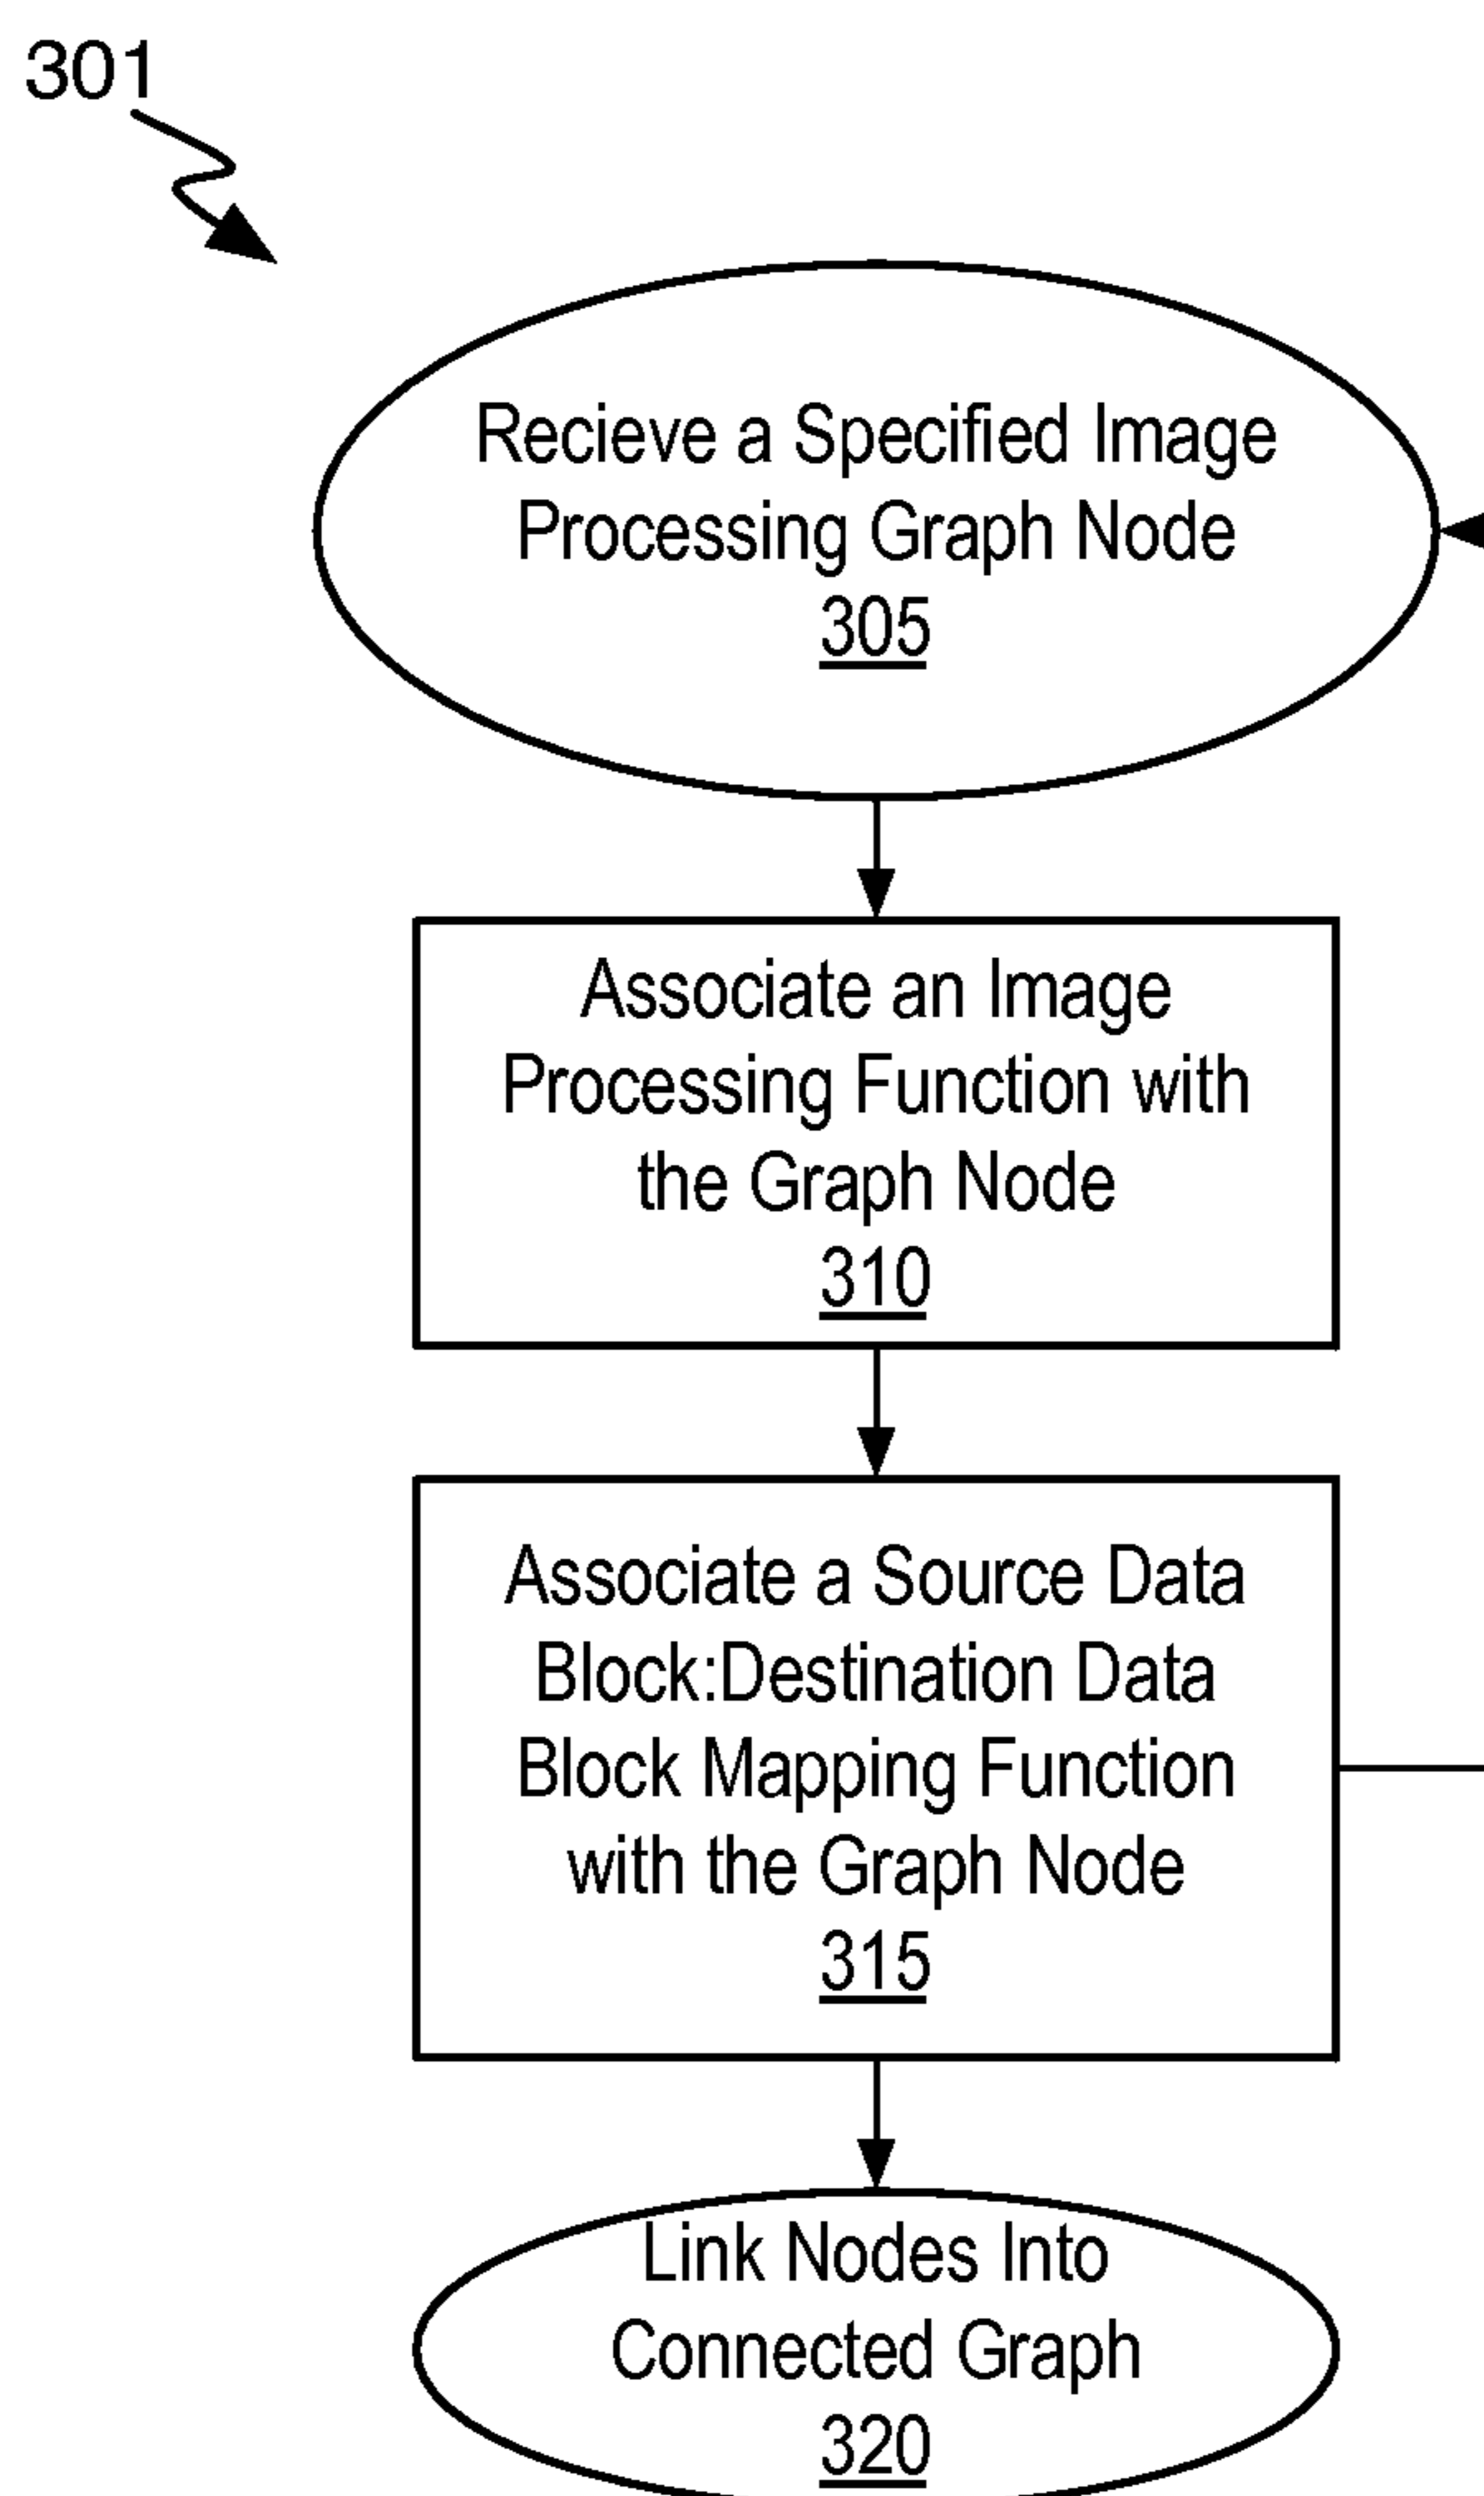 301
Recieve a Specified Image
Processing Graph Node
305
Associate an Image
Processing Function with
the Graph Node
310
Associate a Source Data
Block:Destination Data
Block Mapping Function
with the Graph Node
315
Link Nodes Into
Connected Graph
320